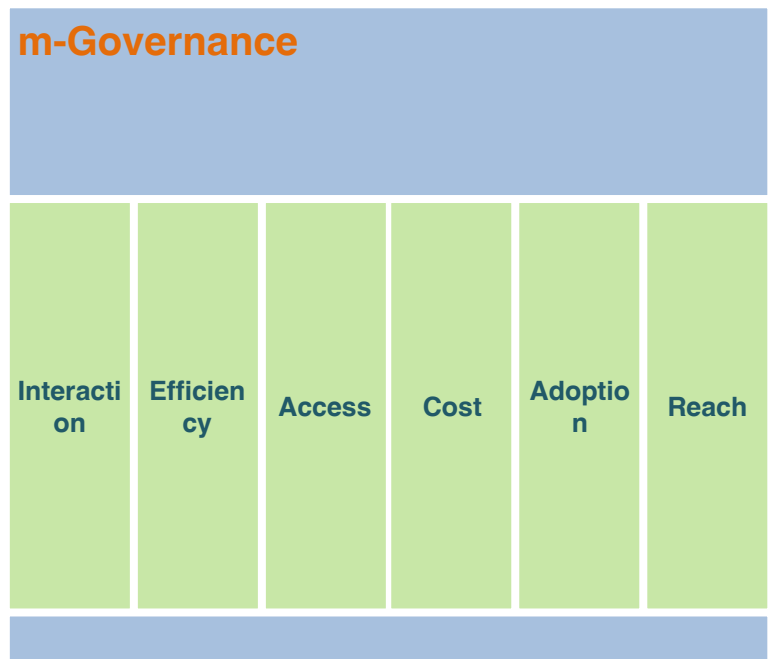 m-Governance
Interacti
on
Efficien
cy
Access
Cost
Adoptio
n
Reach